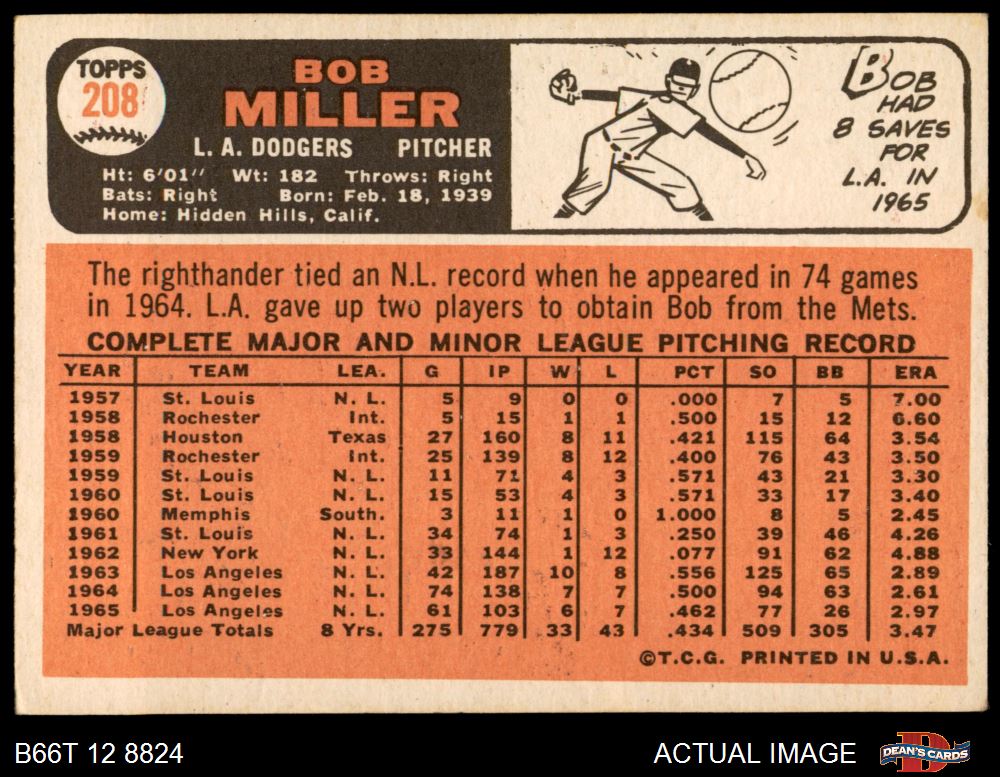 TOPPS
208
BOB
MILLER
L. A. DODGERS PITCHER
Ht: 6'01" Wt: 182 Throws: Right
Bats: Right Born: Feb. 18, 1939
Home: Hidden Hills, Calif.
BOB
HAD
8 SAVES
FOR
L.A. IN
1965
The righthander tied an N.L. record when he appeared in 74 games
in 1964. L.A. gave up two players to obtain Bob from the Mets.
COMPLETE MAJOR AND MINOR LEAGUE PITCHING RECORD
YEAR TEAM LEA. G IP W L PCT SO BB ERA
1957 St. Louis N. L. 5 9 0 0 .000 7 5 7.00
1958 Rochester Int. 5 15 1 1 .500 15 12 6.60
1958 Houston Texas 27 160 8 11 .421 115 64 3.54
1959 Rochester Int. 25 139 8 12 .400 76 43 3.50
1959 St. Louis N. L. 11 71 4 3 .571 43 21 3.30
1960 St. Louis N. L. 15 53 4 3 .571 33 17 3.40
1960 Memphis South. 3 11 1 0 1.000 8 5 2.45
1961 St. Louis N. L. 34 74 1 3 .250 39 46 4.26
1962 New York N. L. 33 144 1 12 .077 91 62 4.88
1963 Los Angeles N. L. 42 187 10 8 .556 125 65 2.89
1964 Los Angeles N. L. 74 138 7 7 .500 94 63 2.61
1965 Los Angeles N. L. 61 103 6 7 .462 77 26 2.97
Major League Totals 8 Yrs. 275 779 33 43 .434 509 305 3.47
©T.C.G. PRINTED IN U.S.A.
B66T 12 8824 ACTUAL IMAGE DEAN'S CARDS